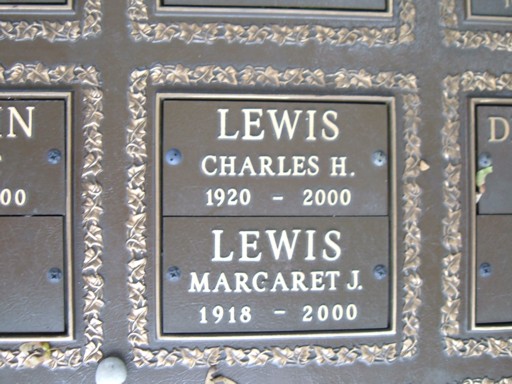 LEWIS
CHARLES H.
1920 - 2000
LEWIS
MARGARET J.
1918 - 2000